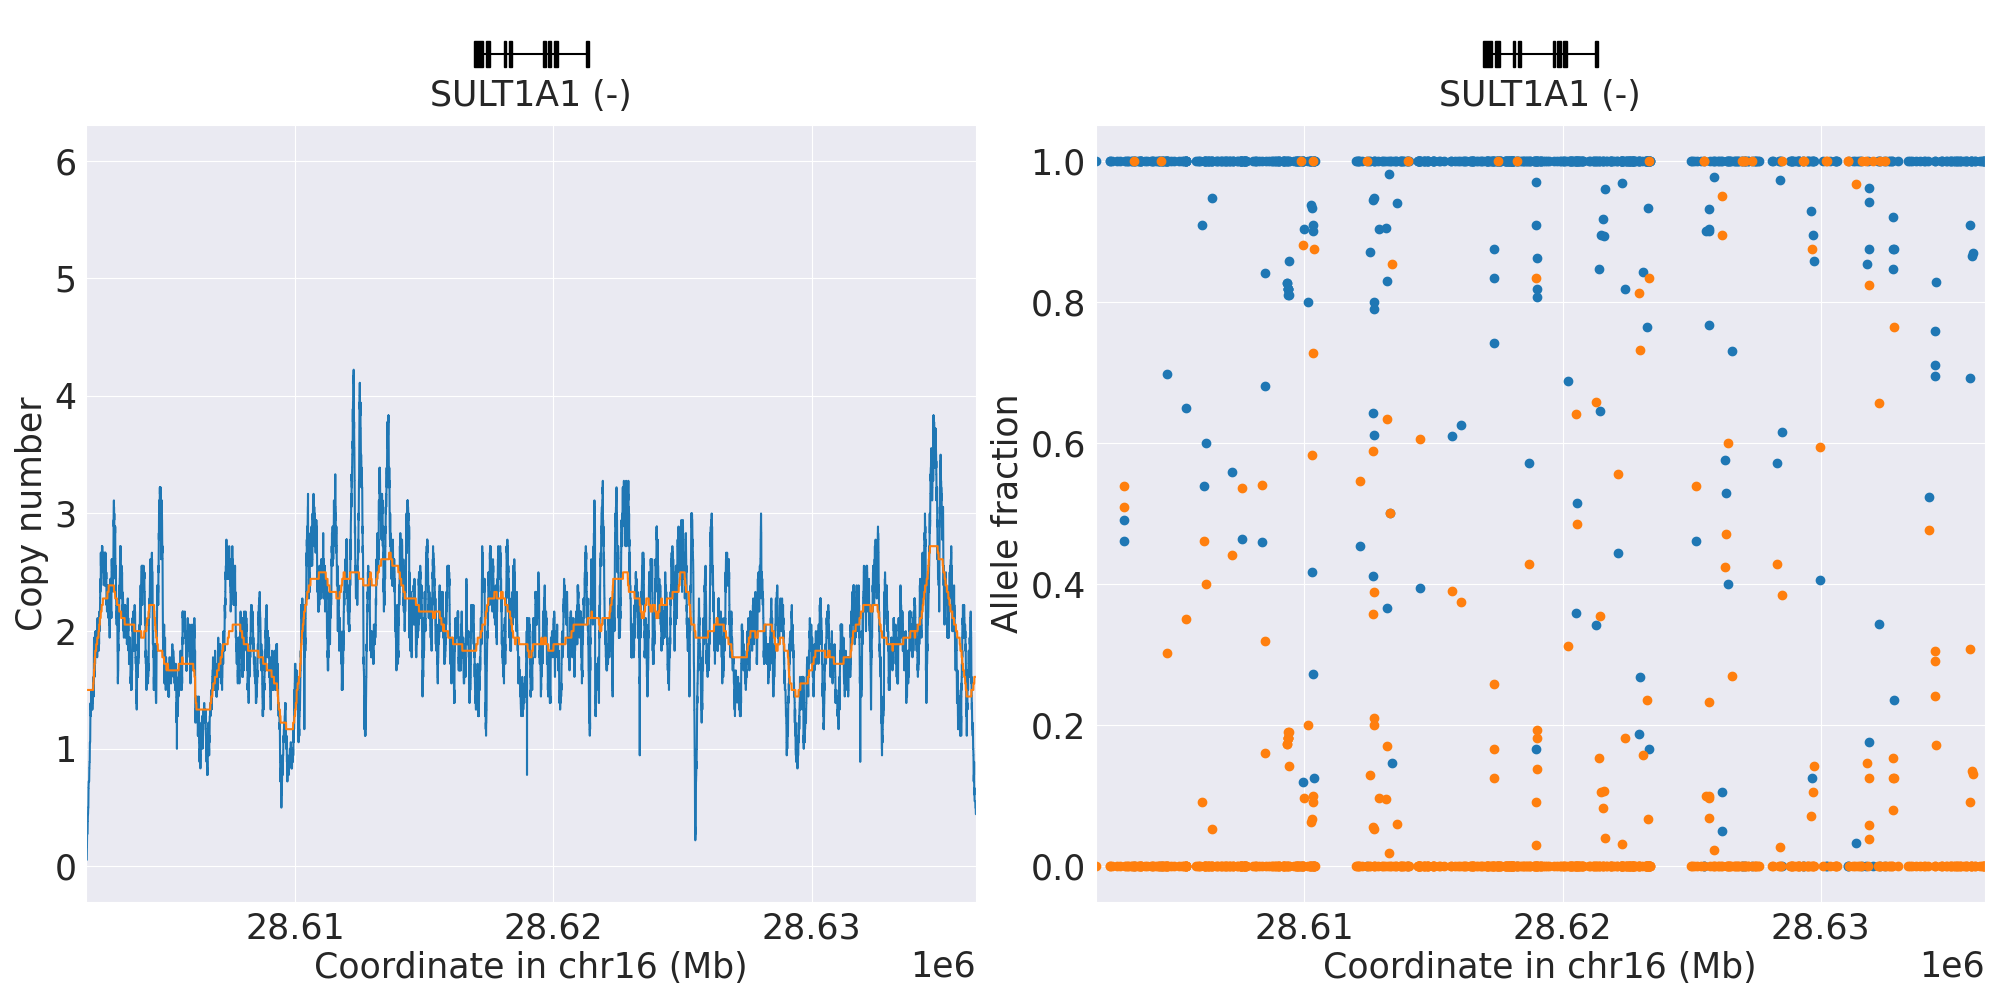 SULT1A1 (-)
6
5
4
3
2
1
0
Copy number
28.61
28.62
28.63
Coordinate in chr16 (Mb)
1e6
SULT1A1 (-)
1.0
0.8
0.6
0.4
0.2
0.0
Allele fraction
28.61
28.62
28.63
Coordinate in chr16 (Mb)
1e6